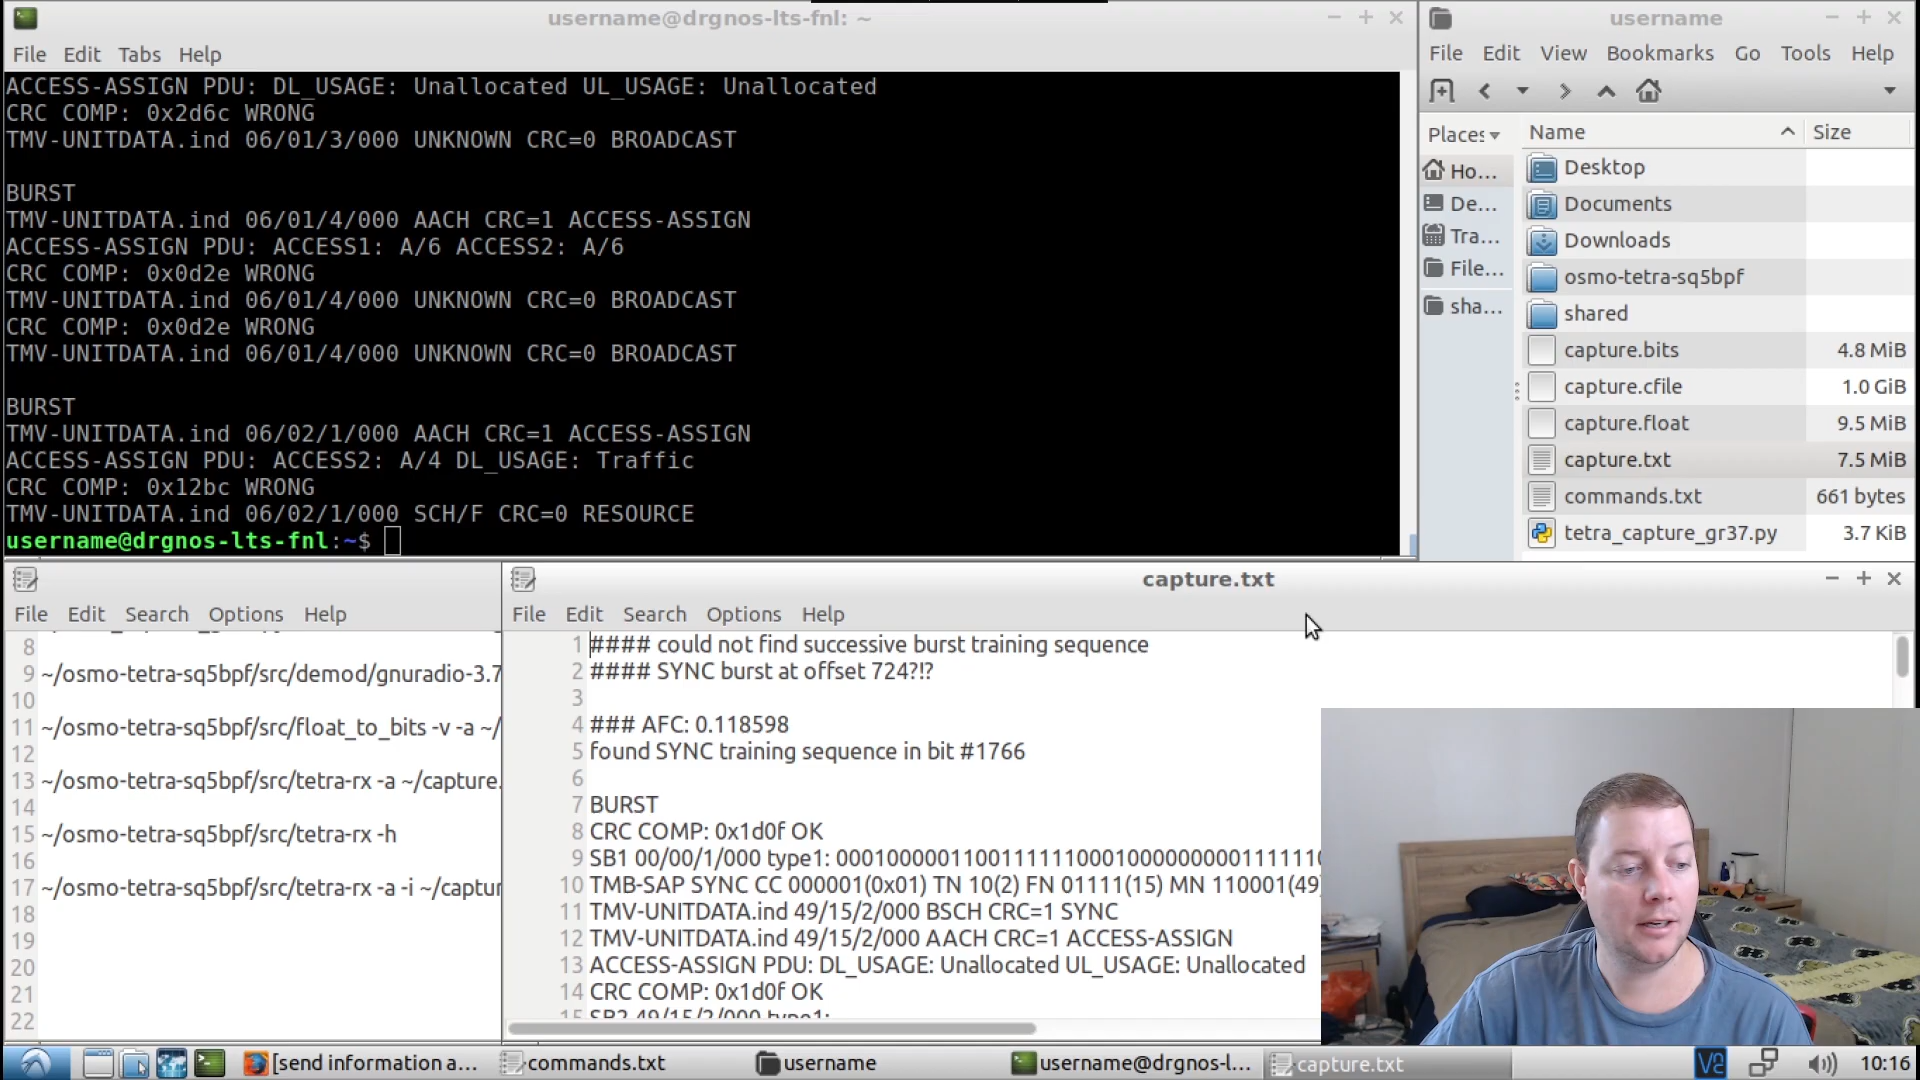 username@drgnos-lts-fnl: ~
File Edit Tabs Help
ACCESS-ASSIGN PDU: DL_USAGE: Unallocated UL_USAGE: Unallocated
CRC COMP: 0x2d6c WRONG
TMV-UNITDATA.ind 06/01/3/000 UNKNOWN CRC=0 BROADCAST
BURST
TMV-UNITDATA.ind 06/01/4/000 AACH CRC=1 ACCESS-ASSIGN
ACCESS-ASSIGN PDU: ACCESS1: A/6 ACCESS2: A/6
CRC COMP: 0x0d2e WRONG
TMV-UNITDATA.ind 06/01/4/000 UNKNOWN CRC=0 BROADCAST
CRC COMP: 0x0d2e WRONG
TMV-UNITDATA.ind 06/01/4/000 UNKNOWN CRC=0 BROADCAST
BURST
TMV-UNITDATA.ind 06/02/1/000 AACH CRC=1 ACCESS-ASSIGN
ACCESS-ASSIGN PDU: ACCESS2: A/4 DL_USAGE: Traffic
CRC COMP: 0x12bc WRONG
TMV-UNITDATA.ind 06/02/1/000 SCH/F CRC=0 RESOURCE
username@drgnos-lts-fnl:~$
username
File Edit View Bookmarks Go Tools Help
Places
Ho...
De...
Tra...
File...
sha...
Name Size
Desktop
Documents
Downloads
osmo-tetra-sq5bpf
shared
capture.bits 4.8 MiB
capture.cfile 1.0 GiB
capture.float 9.5 MiB
capture.txt 7.5 MiB
commands.txt 661 bytes
tetra_capture_gr37.py 3.7 KiB
File Edit Search Options Help
8
9 ~/osmo-tetra-sq5bpf/src/demod/gnuradio-3.7
10
11 ~/osmo-tetra-sq5bpf/src/float_to_bits -v -a ~/
12
13 ~/osmo-tetra-sq5bpf/src/tetra-rx -a ~/capture.
14
15 ~/osmo-tetra-sq5bpf/src/tetra-rx -h
16
17 ~/osmo-tetra-sq5bpf/src/tetra-rx -a -i ~/captur
18
19
20
21
22
capture.txt
File Edit Search Options Help
1 #### could not find successive burst training sequence
2 #### SYNC burst at offset 724?!?
3
4 ### AFC: 0.118598
5 found SYNC training sequence in bit #1766
6
7 BURST
8 CRC COMP: 0x1d0f OK
9 SB1 00/00/1/000 type1:
10 TMB-SAP SYNC CC 000001(0x01) TN 10(2) FN 01111(15) MN 110001(49)
11 TMV-UNITDATA.ind 49/15/2/000 BSCH CRC=1 SYNC
12 TMV-UNITDATA.ind 49/15/2/000 AACH CRC=1 ACCESS-ASSIGN
13 ACCESS-ASSIGN PDU: DL_USAGE: Unallocated UL_USAGE: Unallocated
14 CRC COMP: 0x1d0f OK
15 SB2 49/15/2/000 type1:
[send information a...
commands.txt
username
username@drgnos-l...
capture.txt
10:16